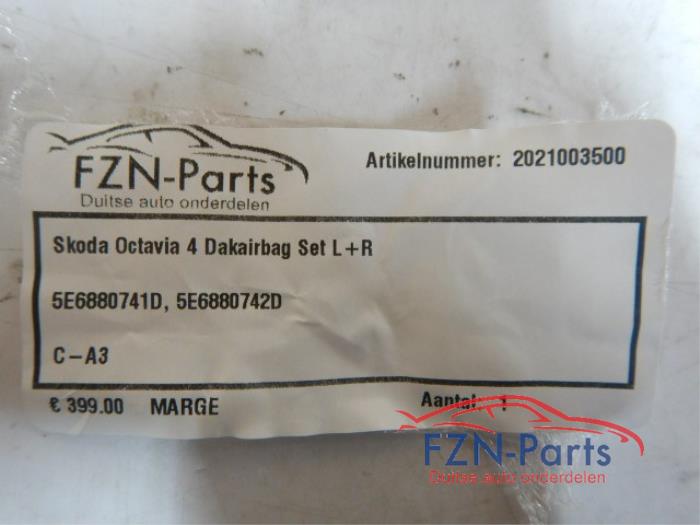 FZN-Parts
Duitse auto onderdelen
Artikelnummer: 2021003500
Skoda Octavia 4 Dakairbag Set L+R
5E6880741D, 5E6880742D
C-A3
€ 399.00 MARGE Aantal: 1
FZN-Parts
Duitse auto onderdelen